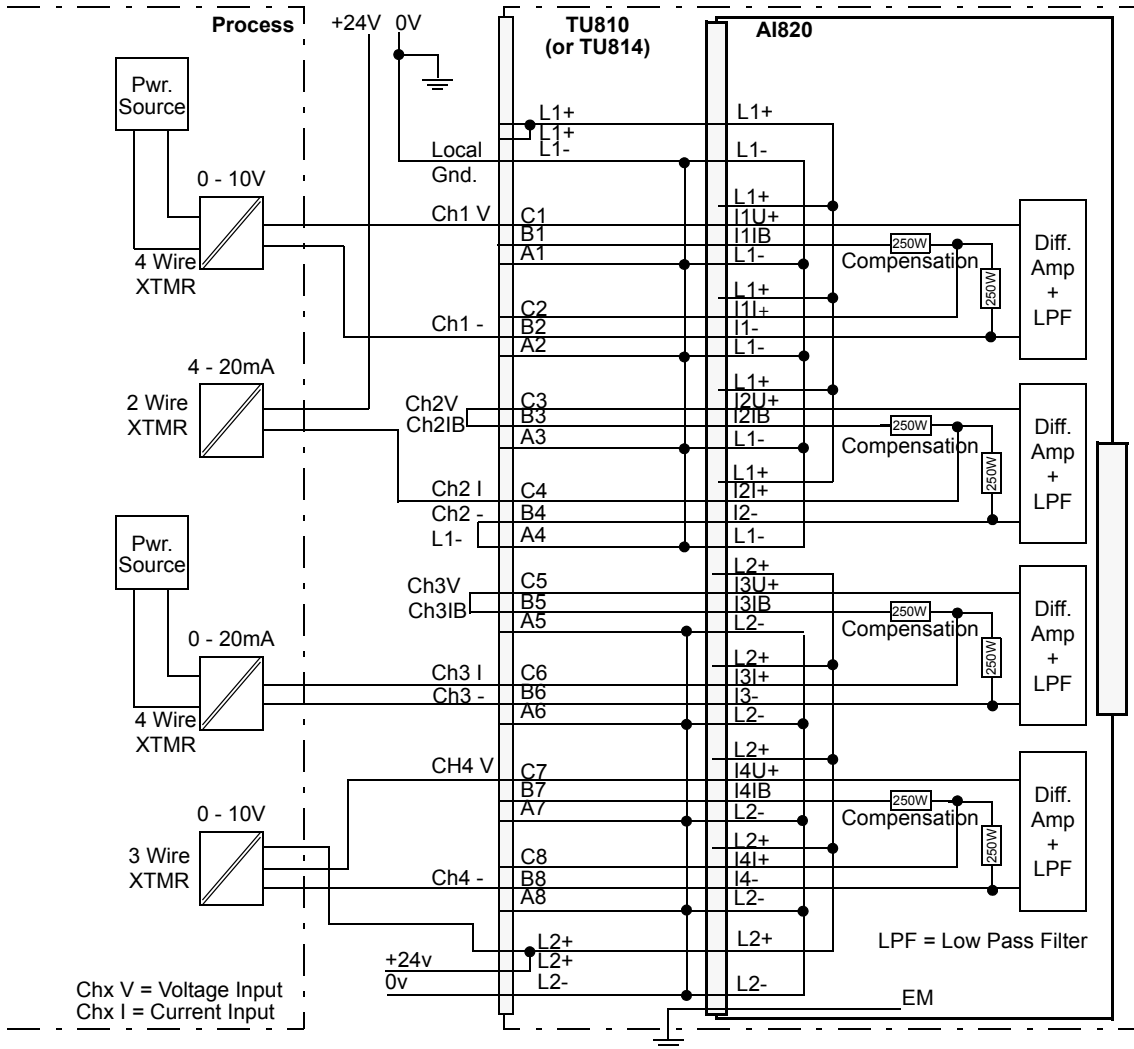 Process
+24V 0V
TU810
(or TU814)
AI820
Pwr.
Source
L1+
L1+
L1-
L1+
L1-
Local
Gnd.
0 - 10V
4 Wire
XTMR
Ch1 V
C1
B1
A1
L1+
I1U+
I1IB
L1-
250W
Compensation
250W
Diff.
Amp
+
LPF
Ch1 -
C2
B2
A2
L1+
I1I+
I1-
L1-
4 - 20mA
2 Wire
XTMR
Ch2V
Ch2IB
C3
B3
A3
L1+
I2U+
I2IB
L1-
250W
Compensation
250W
Diff.
Amp
+
LPF
Ch2 I
Ch2 -
L1-
C4
B4
A4
L1+
I2I+
I2-
L1-
Pwr.
Source
Ch3V
Ch3IB
C5
B5
A5
L2+
I3U+
I3IB
L2-
250W
Compensation
250W
Diff.
Amp
+
LPF
0 - 20mA
4 Wire
XTMR
Ch3 I
Ch3 -
C6
B6
A6
L2+
I3I+
I3-
L2-
CH4 V
C7
B7
A7
L2+
I4U+
I4IB
L2-
250W
Compensation
250W
Diff.
Amp
+
LPF
0 - 10V
3 Wire
XTMR
Ch4 -
C8
B8
A8
L2+
I4I+
I4-
L2-
+24v
0v
L2+
L2+
L2-
L2+
L2-
LPF = Low Pass Filter
EM
Chx V = Voltage Input
Chx I = Current Input